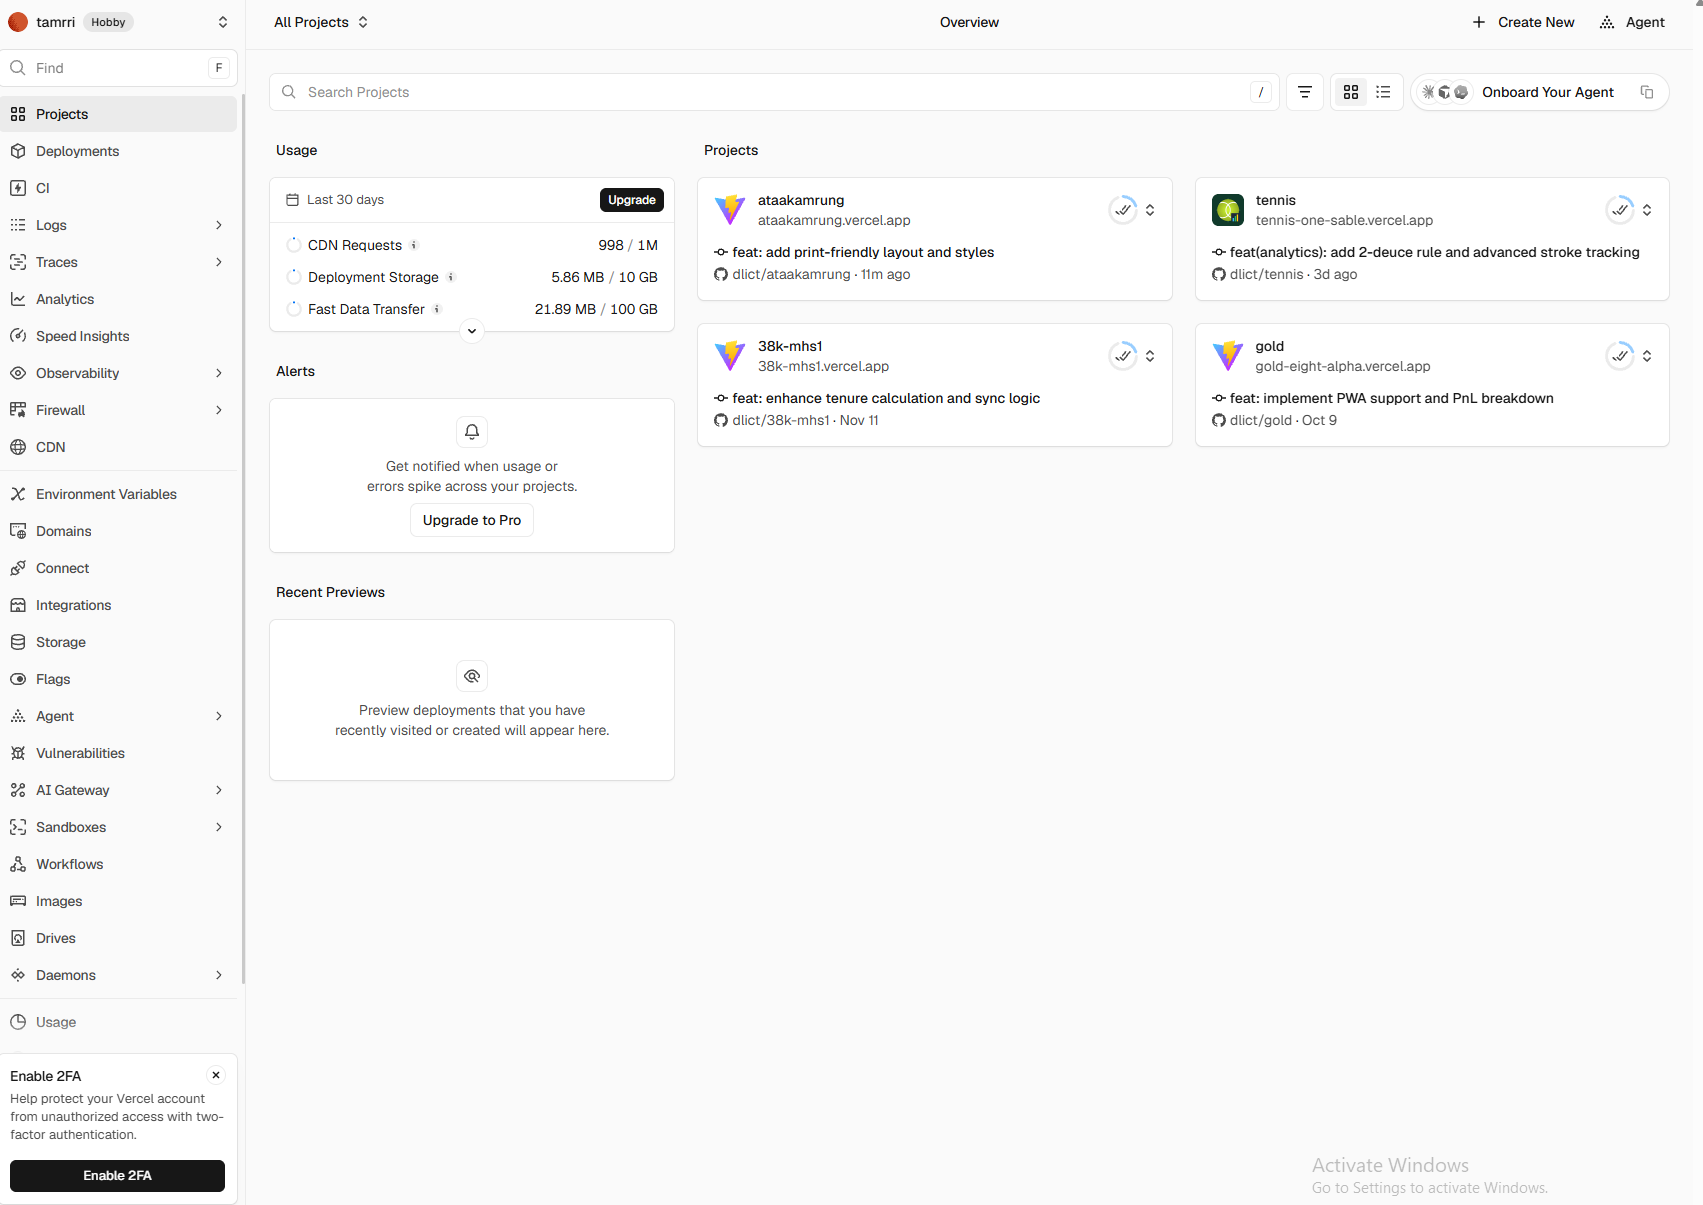 tamrri Hobby
Find F
Projects
Deployments
CI
Logs
Traces
Analytics
Speed Insights
Observability
Firewall
CDN
Environment Variables
Domains
Connect
Integrations
Storage
Flags
Agent
Vulnerabilities
AI Gateway
Sandboxes
Workflows
Images
Drives
Daemons
Usage
Enable 2FA
Help protect your Vercel account
from unauthorized access with two-
factor authentication.
Enable 2FA
All Projects
Overview
Create New
Agent
Search Projects /
Onboard Your Agent
Usage
Last 30 days
Upgrade
CDN Requests 998 / 1M
Deployment Storage 5.86 MB / 10 GB
Fast Data Transfer 21.89 MB / 100 GB
Alerts
Get notified when usage or
errors spike across your projects.
Upgrade to Pro
Recent Previews
Preview deployments that you have
recently visited or created will appear here.
Projects
ataakamrung
ataakamrung.vercel.app
feat: add print-friendly layout and styles
dlict/ataakamrung · 11m ago
tennis
tennis-one-sable.vercel.app
feat(analytics): add 2-deuce rule and advanced stroke tracking
dlict/tennis · 3d ago
38k-mhs1
38k-mhs1.vercel.app
feat: enhance tenure calculation and sync logic
dlict/38k-mhs1 · Nov 11
gold
gold-eight-alpha.vercel.app
feat: implement PWA support and PnL breakdown
dlict/gold · Oct 9
Activate Windows
Go to Settings to activate Windows.